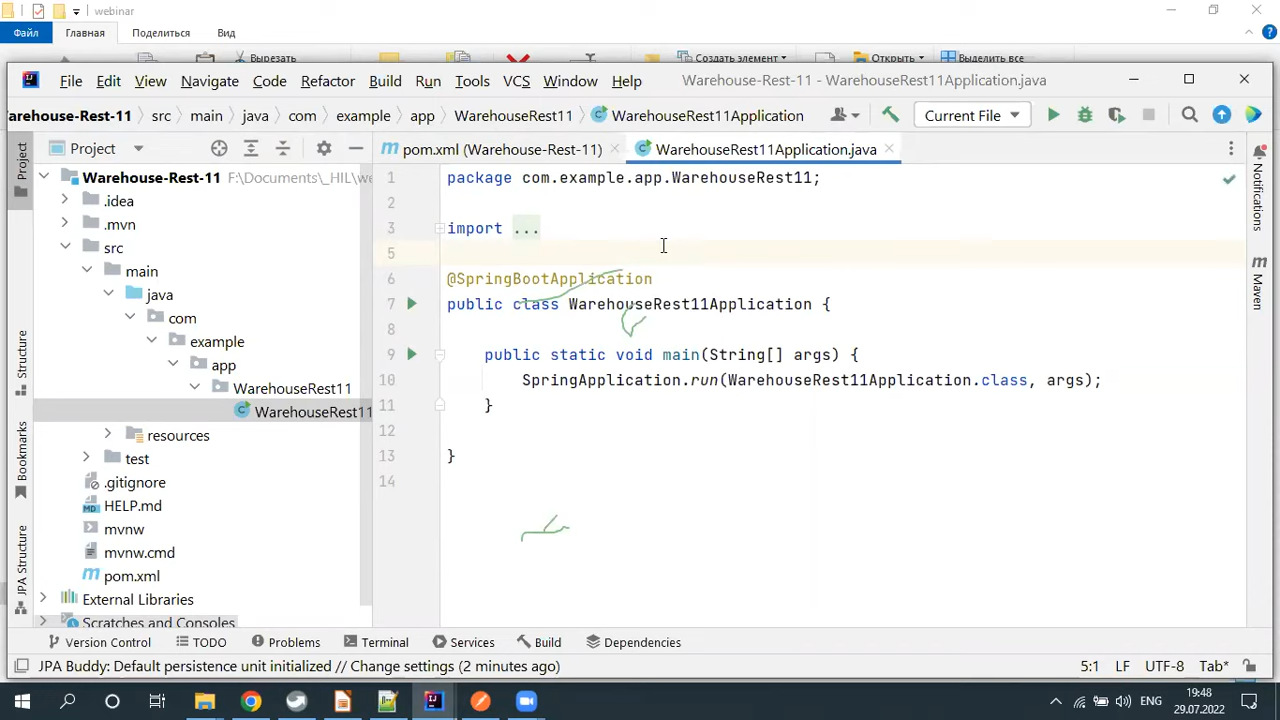 webinar
Файл Главная Поделиться Вид
Вырезать Создать элемент Открыть Выделить все
File Edit View Navigate Code Refactor Build Run Tools VCS Window Help Warehouse-Rest-11 - WarehouseRest11Application.java
arehouse-Rest-11 src main java com example app WarehouseRest11 WarehouseRest11Application Current File
Project
Project
pom.xml (Warehouse-Rest-11) WarehouseRest11Application.java
Notifications
Maven
Structure
Bookmarks
JPA Structure
Warehouse-Rest-11 F:\Documents\_HIL\we
.idea
.mvn
src
main
java
com
example
app
WarehouseRest11
WarehouseRest11
resources
test
.gitignore
HELP.md
mvnw
mvnw.cmd
pom.xml
External Libraries
Scratches and Consoles
1 package com.example.app.WarehouseRest11;
2
3 import ...
5
6 @SpringBootApplication
7 public class WarehouseRest11Application {
8
9 public static void main(String[] args) {
10 SpringApplication.run(WarehouseRest11Application.class, args);
11 }
12
13 }
14
Version Control TODO Problems Terminal Services Build Dependencies
JPA Buddy: Default persistence unit initialized // Change settings (2 minutes ago) 5:1 LF UTF-8 Tab*
ENG 19:48
29.07.2022